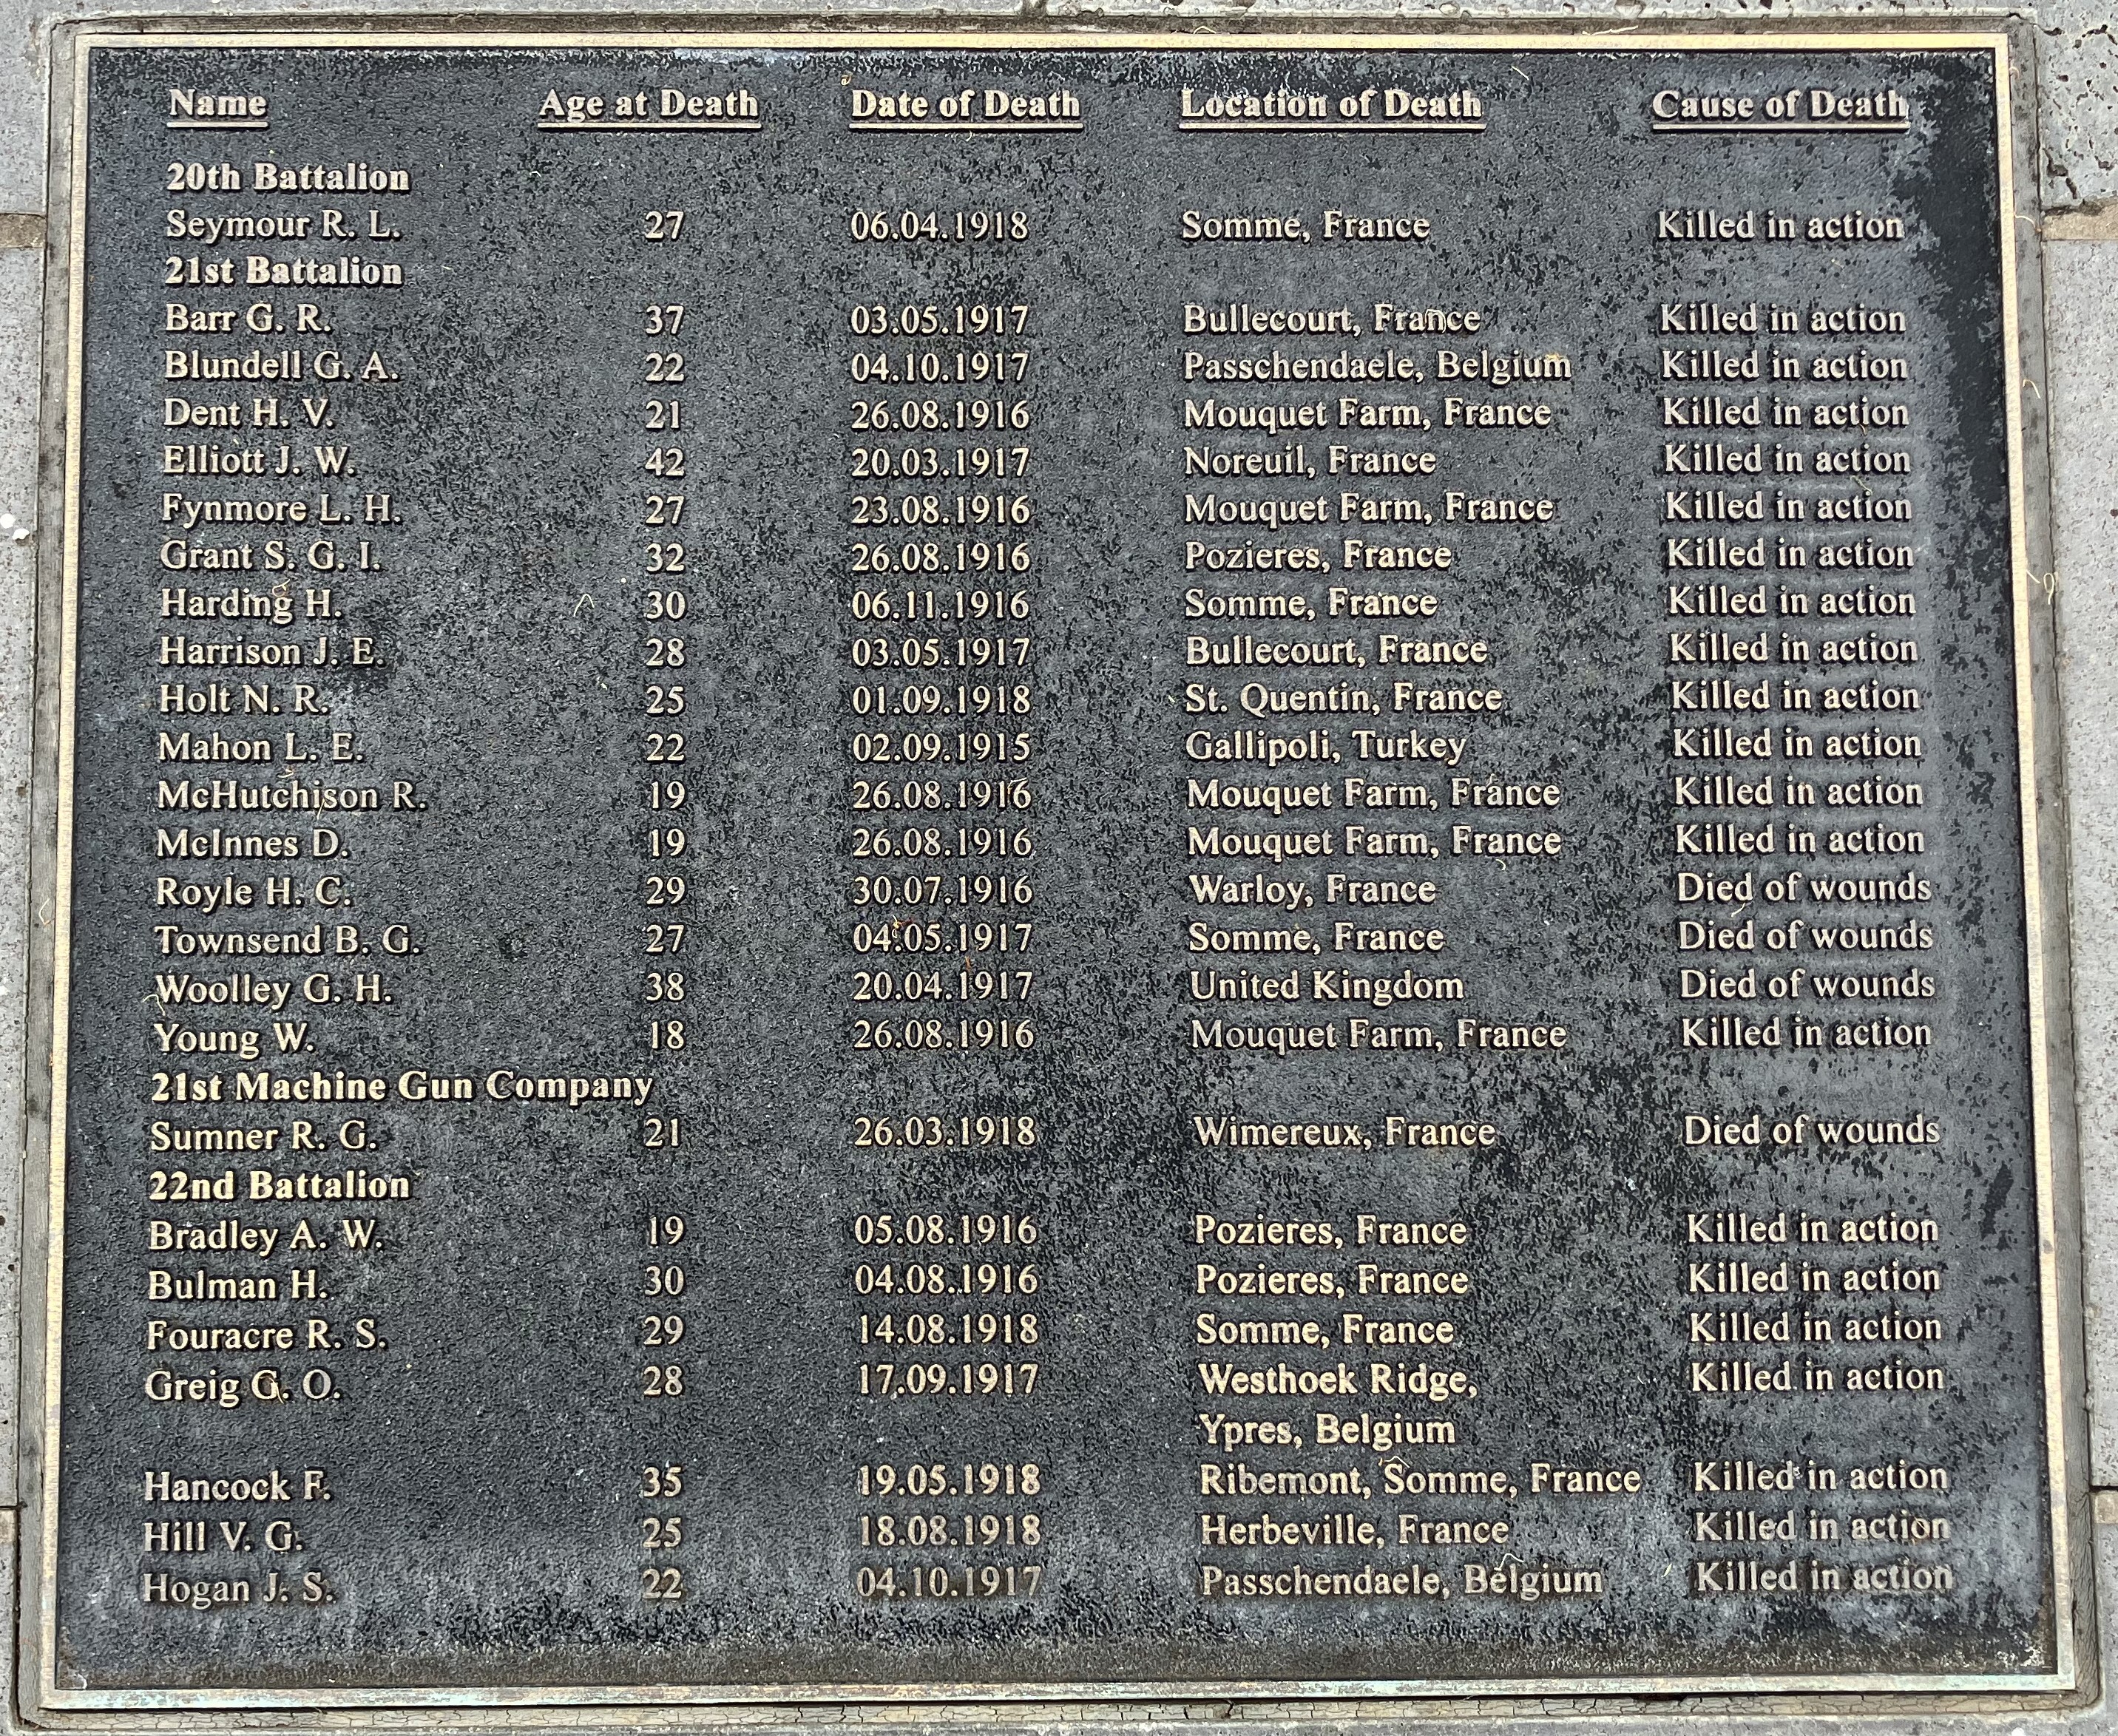 Name Age at Death Date of Death Location of Death Cause of Death
20th Battalion
Seymour R. L. 27 06.04.1918 Somme, France Killed in action
21st Battalion
Barr G. R. 37 03.05.1917 Bullecourt, France Killed in action
Blundell G. A. 22 04.10.1917 Passchendaele, Belgium Killed in action
Dent H. V. 21 26.08.1916 Mouquet Farm, France Killed in action
Elliott J. W. 42 20.03.1917 Noreuil, France Killed in action
Fynmore L. H. 27 23.08.1916 Mouquet Farm, France Killed in action
Grant S. G. I. 32 26.08.1916 Pozieres, France Killed in action
Harding H. 30 06.11.1916 Somme, France Killed in action
Harrison J. E. 28 03.05.1917 Bullecourt, France Killed in action
Holt N. R. 25 01.09.1918 St. Quentin, France Killed in action
Mahon L. E. 22 02.09.1915 Gallipoli, Turkey Killed in action
McHutchison R. 19 26.08.1916 Mouquet Farm, France Killed in action
McInnes D. 19 26.08.1916 Mouquet Farm, France Killed in action
Royle H. C. 29 30.07.1916 Warloy, France Died of wounds
Townsend B. G. 27 04.05.1917 Somme, France Died of wounds
Woolley G. H. 38 20.04.1917 United Kingdom Died of wounds
Young W. 18 26.08.1916 Mouquet Farm, France Killed in action
21st Machine Gun Company
Sumner R. G. 21 26.03.1918 Wimereux, France Died of wounds
22nd Battalion
Bradley A. W. 19 05.08.1916 Pozieres, France Killed in action
Bulman H. 30 04.08.1916 Pozieres, France Killed in action
Fouracre R. S. 29 14.08.1918 Somme, France Killed in action
Greig G. O. 28 17.09.1917 Westhoek Ridge, Killed in action
Ypres, Belgium
Hancock F. 35 19.05.1918 Ribemont, Somme, France Killed in action
Hill V. G. 25 18.08.1918 Herbeville, France Killed in action
Hogan J. S. 22 04.10.1917 Passchendaele, Belgium Killed in action